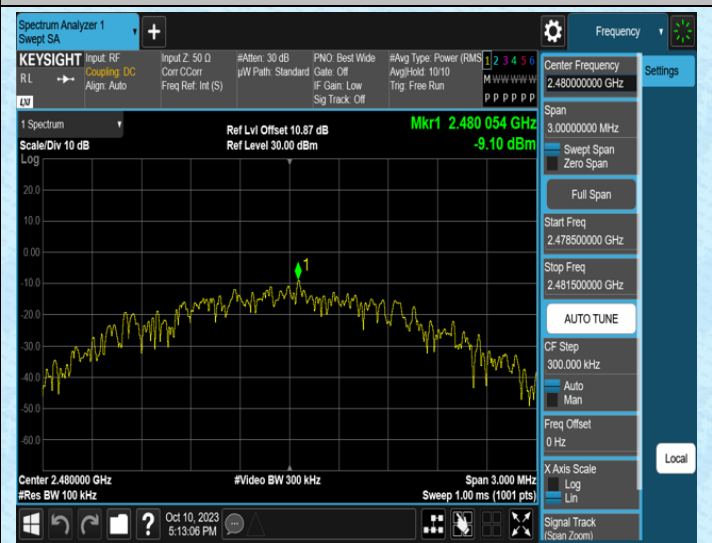 Spectrum Analyzer 1
Swept SA
+
Frequency
KEYSIGHT
Input: RF
Coupling: DC
Align: Auto
Input Z: 50 Ω
Corr CCorr
Freq Ref: Int (S)
#Atten: 30 dB
µW Path: Standard
PNO: Best Wide
Gate: Off
IF Gain: Low
Sig Track: Off
#Avg Type: Power (RMS
Avg|Hold: 10/10
Trig: Free Run
1 2 3 4 5 6
M W W W W W
P P P P P P
R L
LXI
1 Spectrum
Scale/Div 10 dB
Ref Lvl Offset 10.87 dB
Ref Level 30.00 dBm
Mkr1 2.480 054 GHz
-9.10 dBm
Log
20.0
10.0
0.00
-10.0
-20.0
-30.0
-40.0
-50.0
-60.0
1
Center 2.480000 GHz
#Res BW 100 kHz
#Video BW 300 kHz
Span 3.000 MHz
Sweep 1.00 ms (1001 pts)
Oct 10, 2023
5:13:06 PM
?
Center Frequency
2.480000000 GHz
Span
3.00000000 MHz
Swept Span
Zero Span
Full Span
Start Freq
2.478500000 GHz
Stop Freq
2.481500000 GHz
AUTO TUNE
CF Step
300.000 kHz
Auto
Man
Freq Offset
0 Hz
X Axis Scale
Log
Lin
Signal Track
(Span Zoom)
Settings
Local